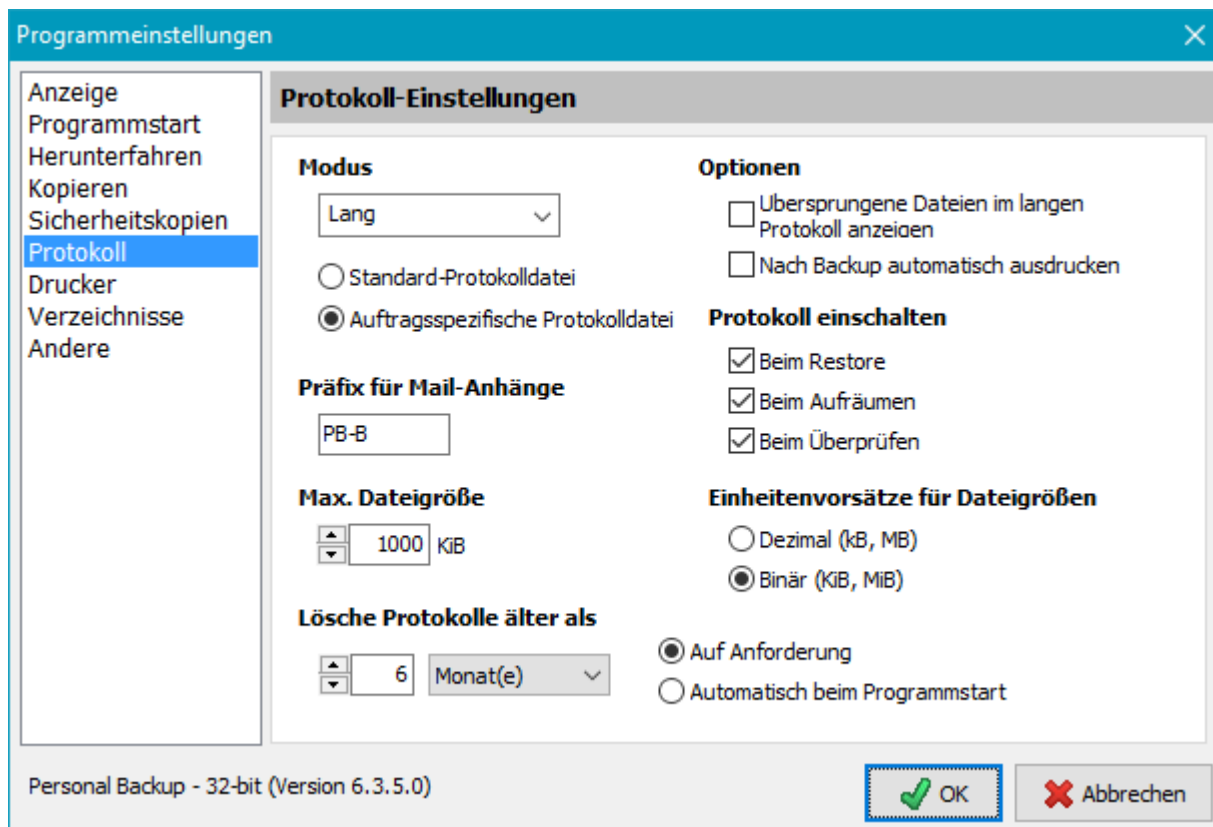 Programmeinstellungen
Anzeige
Programmstart
Herunterfahren
Kopieren
Sicherheitskopien
Protokoll
Drucker
Verzeichnisse
Andere
Protokoll-Einstellungen
Modus
Lang
Standard-Protokolldatei
Auftragsspezifische Protokolldatei
Präfix für Mail-Anhänge
PB-B
Max. Dateigröße
1000 KiB
Lösche Protokolle älter als
6 Monat(e)
Optionen
Übersprungene Dateien im langen
Protokoll anzeigen
Nach Backup automatisch ausdrucken
Protokoll einschalten
Beim Restore
Beim Aufräumen
Beim Überprüfen
Einheitenvorsätze für Dateigrößen
Dezimal (kB, MB)
Binär (KiB, MiB)
Auf Anforderung
Automatisch beim Programmstart
Personal Backup - 32-bit (Version 6.3.5.0)
OK
Abbrechen